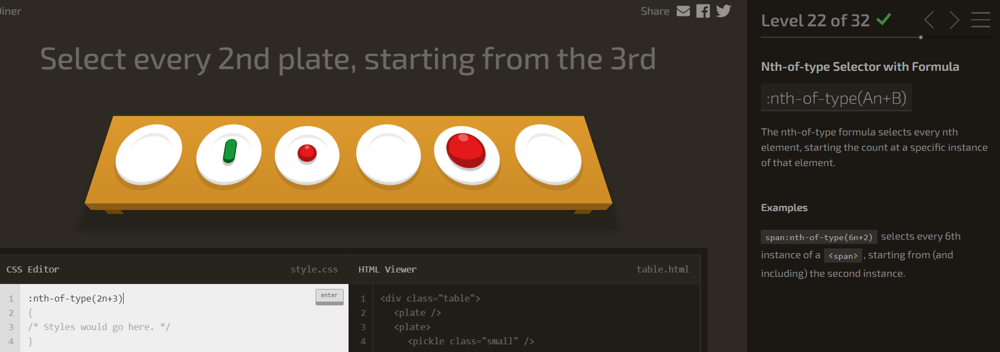 Diner
Share
Select every 2nd plate, starting from the 3rd
CSS Editor
style.css
HTML Viewer
table.html
1 :nth-of-type(2n+3)
enter
2 {
3 /* Styles would go here. */
4 }
1 <div class="table">
2 <plate />
3 <plate>
4 <pickle class="small" />
Level 22 of 32
Nth-of-type Selector with Formula
:nth-of-type(An+B)
The nth-of-type formula selects every nth
element, starting the count at a specific instance
of that element.
Examples
span:nth-of-type(6n+2) selects every 6th
instance of a <span> , starting from (and
including) the second instance.